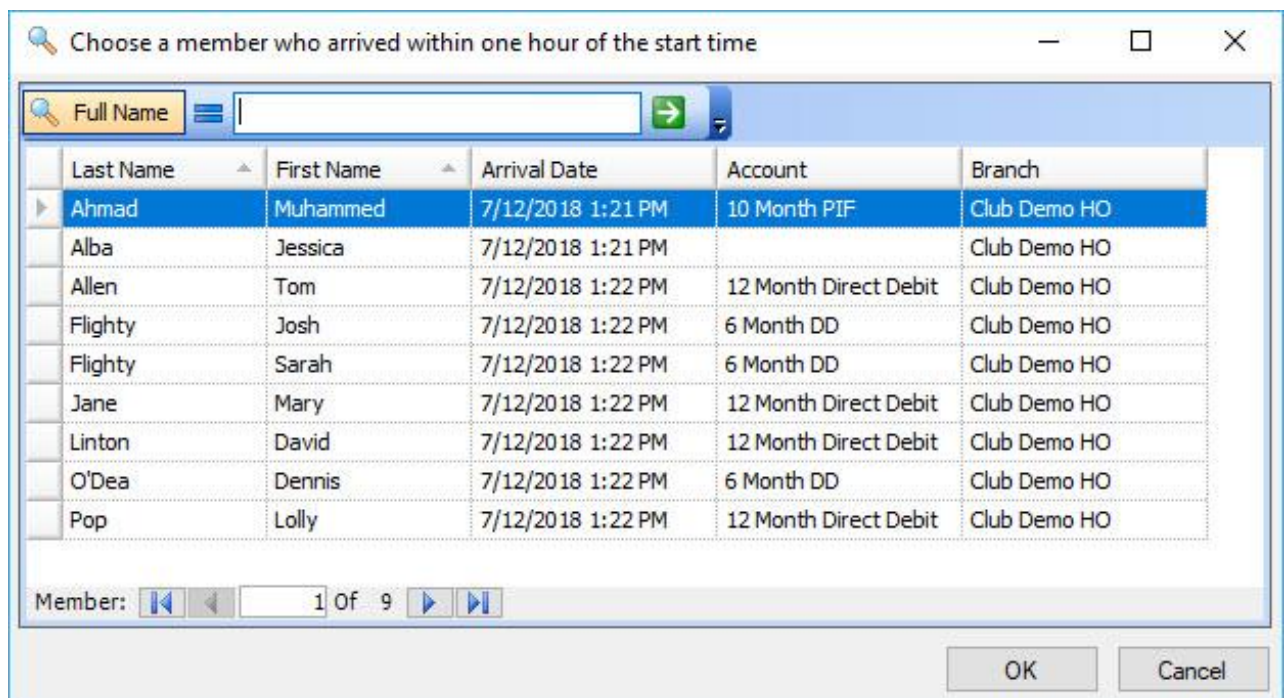 Choose a member who arrived within one hour of the start time
Full Name
Last Name First Name Arrival Date Account Branch
Ahmad Muhammed 7/12/2018 1:21 PM 10 Month PIF Club Demo HO
Alba Jessica 7/12/2018 1:21 PM Club Demo HO
Allen Tom 7/12/2018 1:22 PM 12 Month Direct Debit Club Demo HO
Flighty Josh 7/12/2018 1:22 PM 6 Month DD Club Demo HO
Flighty Sarah 7/12/2018 1:22 PM 6 Month DD Club Demo HO
Jane Mary 7/12/2018 1:22 PM 12 Month Direct Debit Club Demo HO
Linton David 7/12/2018 1:22 PM 12 Month Direct Debit Club Demo HO
O'Dea Dennis 7/12/2018 1:22 PM 6 Month DD Club Demo HO
Pop Lolly 7/12/2018 1:22 PM 12 Month Direct Debit Club Demo HO
Member: 1 Of 9
OK Cancel